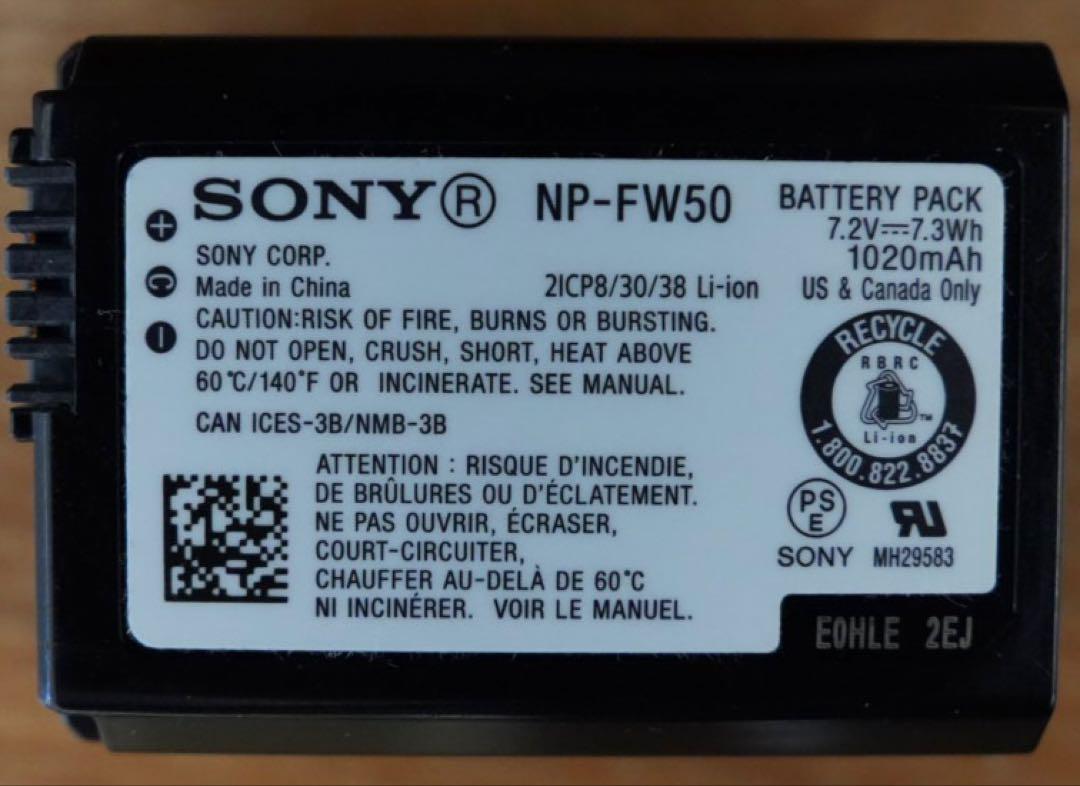 SONY® NP-FW50
BATTERY PACK
7.2V⎓7.3Wh
1020mAh
US & Canada Only
+
C
−
SONY CORP.
Made in China 2ICP8/30/38 Li-ion
CAUTION:RISK OF FIRE, BURNS OR BURSTING.
DO NOT OPEN, CRUSH, SHORT, HEAT ABOVE
60℃/140°F OR INCINERATE. SEE MANUAL.
CAN ICES-3B/NMB-3B
ATTENTION : RISQUE D'INCENDIE,
DE BRÛLURES OU D'ÉCLATEMENT.
NE PAS OUVRIR, ÉCRASER,
COURT-CIRCUITER,
CHAUFFER AU-DELÀ DE 60℃
NI INCINÉRER. VOIR LE MANUEL.
RECYCLE
RBRC
TM
Li-ion
1.800.822.8837
PS
E
SONY
RU
MH29583
E0HLE 2EJ